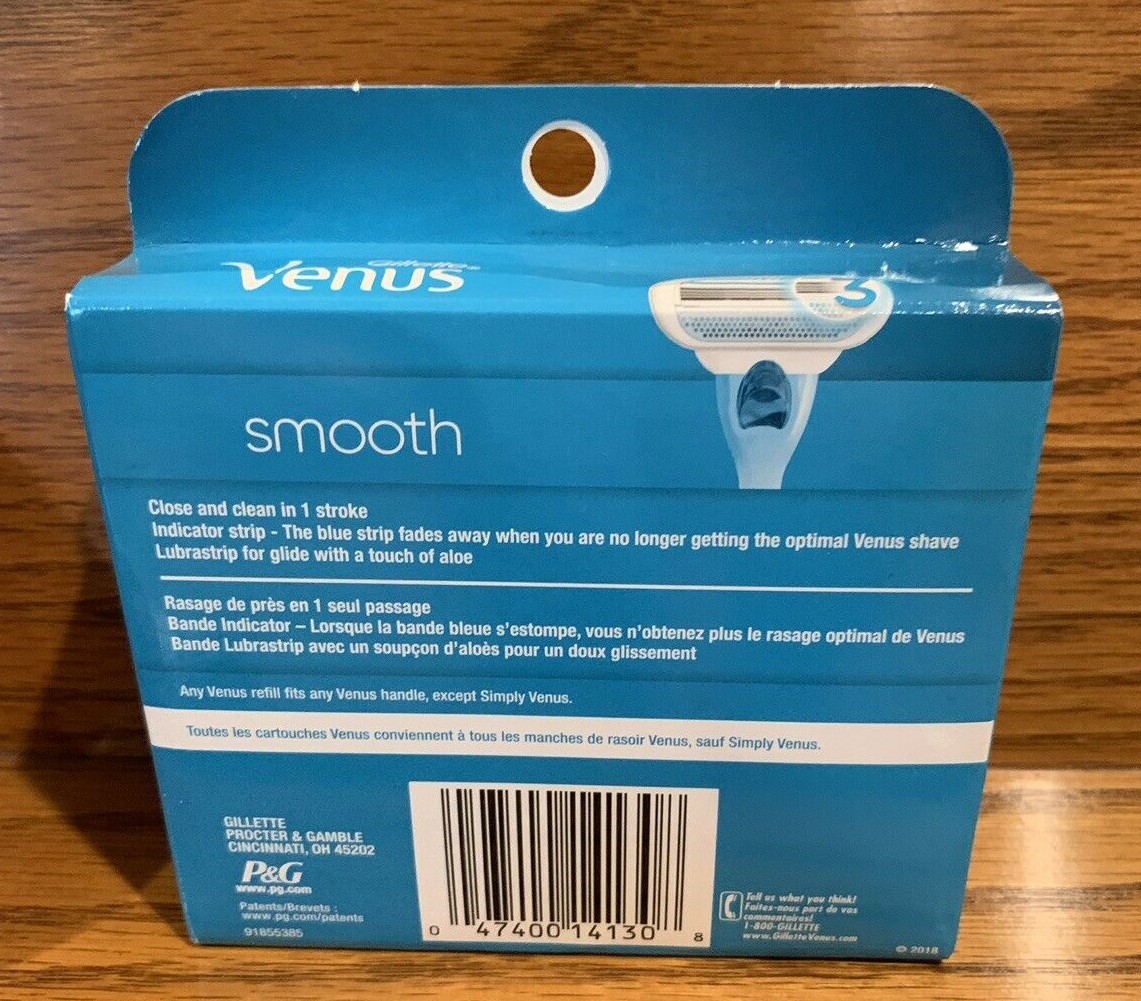 Gillette
Venus
3
smooth
Close and clean in 1 stroke
Indicator strip - The blue strip fades away when you are no longer getting the optimal Venus shave
Lubrastrip for glide with a touch of aloe
Rasage de près en 1 seul passage
Bande Indicator – Lorsque la bande bleue s'estompe, vous n'obtenez plus le rasage optimal de Venus
Bande Lubrastrip avec un soupçon d'aloès pour un doux glissement
Any Venus refill fits any Venus handle, except Simply Venus.
Toutes les cartouches Venus conviennent à tous les manches de rasoir Venus, sauf Simply Venus.
GILLETTE
PROCTER & GAMBLE
CINCINNATI, OH 45202
P&G
www.pg.com
Patents/Brevets :
www.pg.com/patents
91855385
0 47400 14130 8
Tell us what you think!
Faites-nous part de vos
commentaires!
1-800-GILLETTE
www.GilletteVenus.com
© 2018